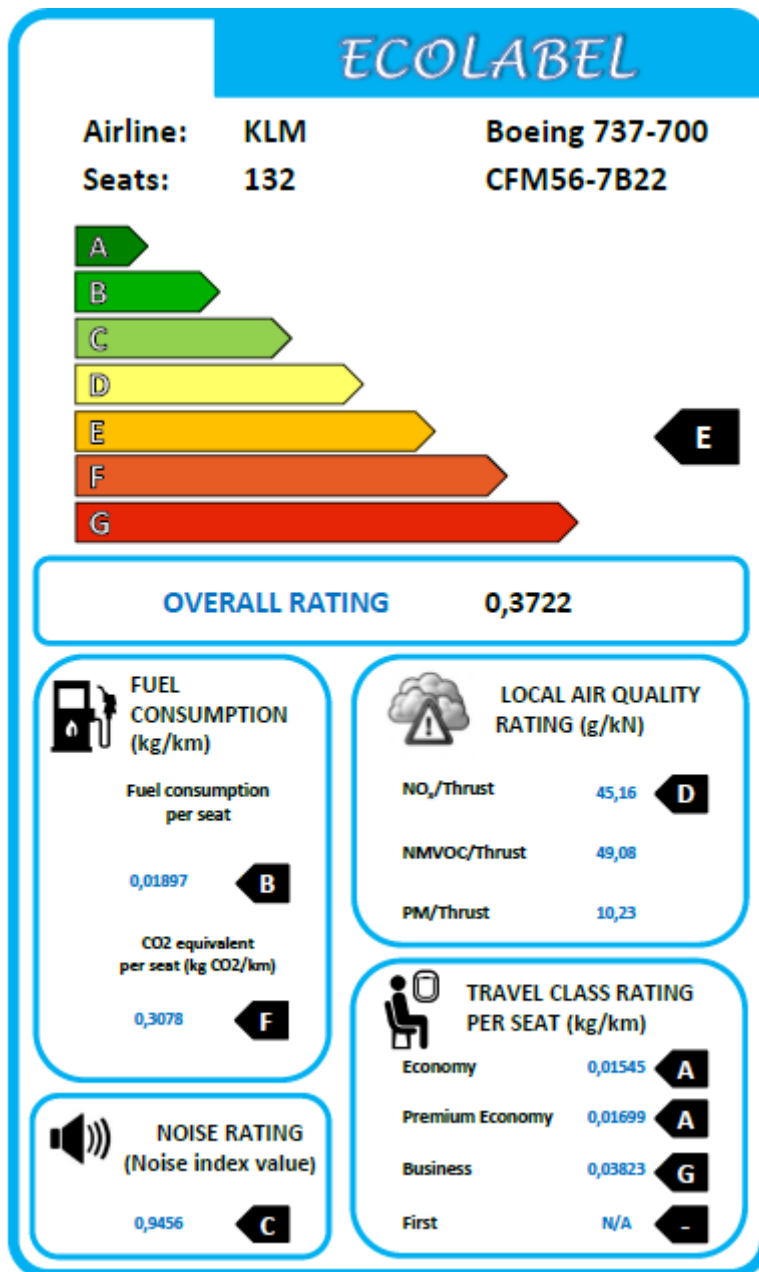 ECOLABEL
Airline: KLM Boeing 737-700
Seats: 132 CFM56-7B22
A
B
C
D
E E
F
G
OVERALL RATING 0,3722
FUEL
CONSUMPTION
(kg/km)
Fuel consumption
per seat
0,01897 B
CO2 equivalent
per seat (kg CO2/km)
0,3078 F
NOISE RATING
(Noise index value)
0,9456 C
LOCAL AIR QUALITY
RATING (g/kN)
NOₓ/Thrust 45,16 D
NMVOC/Thrust 49,08
PM/Thrust 10,23
TRAVEL CLASS RATING
PER SEAT (kg/km)
Economy 0,01545 A
Premium Economy 0,01699 A
Business 0,03823 G
First N/A -